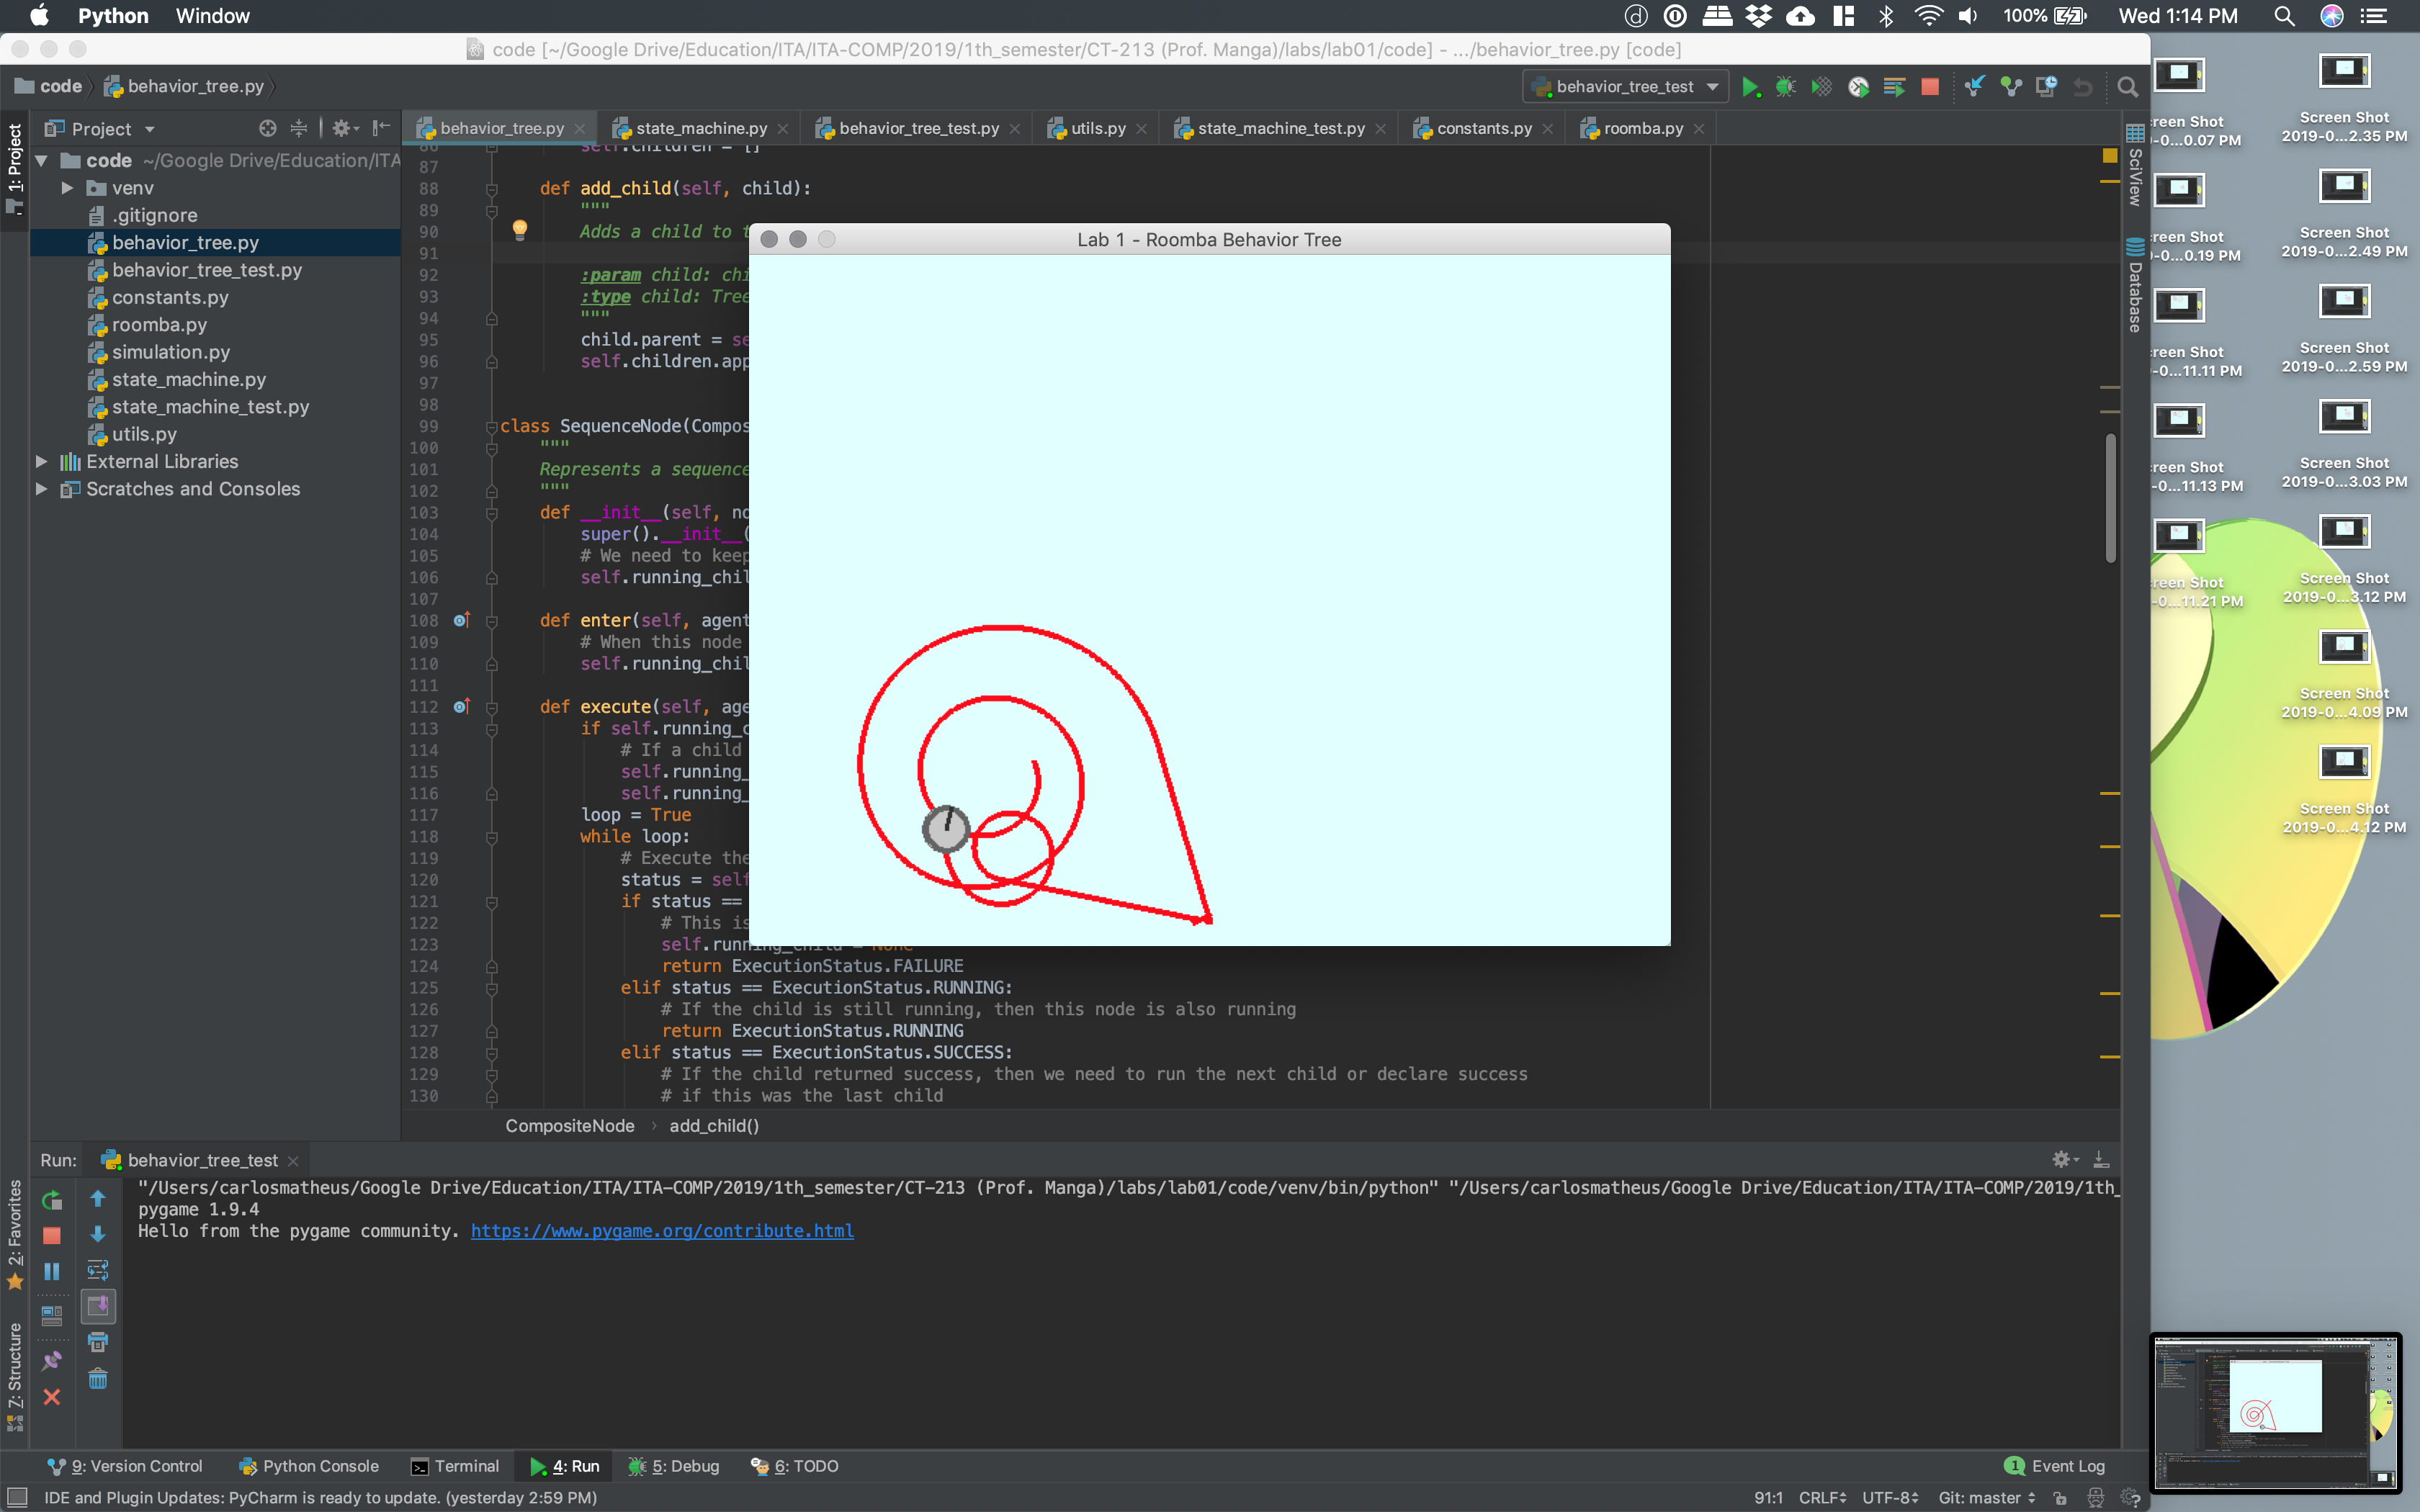 Python Window
100% Wed 1:14 PM
code [~/Google Drive/Education/ITA/ITA-COMP/2019/1th_semester/CT-213 (Prof. Manga)/labs/lab01/code] - .../behavior_tree.py [code]
code behavior_tree.py behavior_tree_test
1: Project
Project
behavior_tree.py state_machine.py behavior_tree_test.py utils.py state_machine_test.py constants.py roomba.py
code ~/Google Drive/Education/ITA
venv
.gitignore
behavior_tree.py
behavior_tree_test.py
constants.py
roomba.py
simulation.py
state_machine.py
state_machine_test.py
utils.py
External Libraries
Scratches and Consoles
86 self.children = []
87
88 def add_child(self, child):
89 """
90 Adds a child to t
91
92 :param child: chi
93 :type child: Tree
94 """
95 child.parent = se
96 self.children.app
97
98
99 class SequenceNode(Compos
100 """
101 Represents a sequence
102 """
103 def __init__(self, no
104 super().__init__(
105 # We need to keep
106 self.running_chil
107
108 def enter(self, agent
109 # When this node
110 self.running_chil
111
112 def execute(self, age
113 if self.running_c
114 # If a child
115 self.running_
116 self.running_
117 loop = True
118 while loop:
119 # Execute the
120 status = self
121 if status ==
122 # This is
123 self.running_child = None
124 return ExecutionStatus.FAILURE
125 elif status == ExecutionStatus.RUNNING:
126 # If the child is still running, then this node is also running
127 return ExecutionStatus.RUNNING
128 elif status == ExecutionStatus.SUCCESS:
129 # If the child returned success, then we need to run the next child or declare success
130 # if this was the last child
CompositeNode › add_child()
Lab 1 - Roomba Behavior Tree
SciView
Database
Screen Shot
2019-0...2.35 PM
Screen Shot
2019-0...2.49 PM
Screen Shot
2019-0...2.59 PM
Screen Shot
2019-0...3.03 PM
Screen Shot
2019-0...3.12 PM
Screen Shot
2019-0...4.09 PM
Screen Shot
2019-0...4.12 PM
reen Shot
-0...0.07 PM
reen Shot
-0...0.19 PM
reen Shot
-0...11.11 PM
reen Shot
-0...11.13 PM
reen Shot
-0...11.21 PM
Run: behavior_tree_test
"/Users/carlosmatheus/Google Drive/Education/ITA/ITA-COMP/2019/1th_semester/CT-213 (Prof. Manga)/labs/lab01/code/venv/bin/python" "/Users/carlosmatheus/Google Drive/Education/ITA/ITA-COMP/2019/1th_
pygame 1.9.4
Hello from the pygame community. https://www.pygame.org/contribute.html
2: Favorites
7: Structure
9: Version Control Python Console Terminal 4: Run 5: Debug 6: TODO 1 Event Log
IDE and Plugin Updates: PyCharm is ready to update. (yesterday 2:59 PM) 91:1 CRLF UTF-8 Git: master